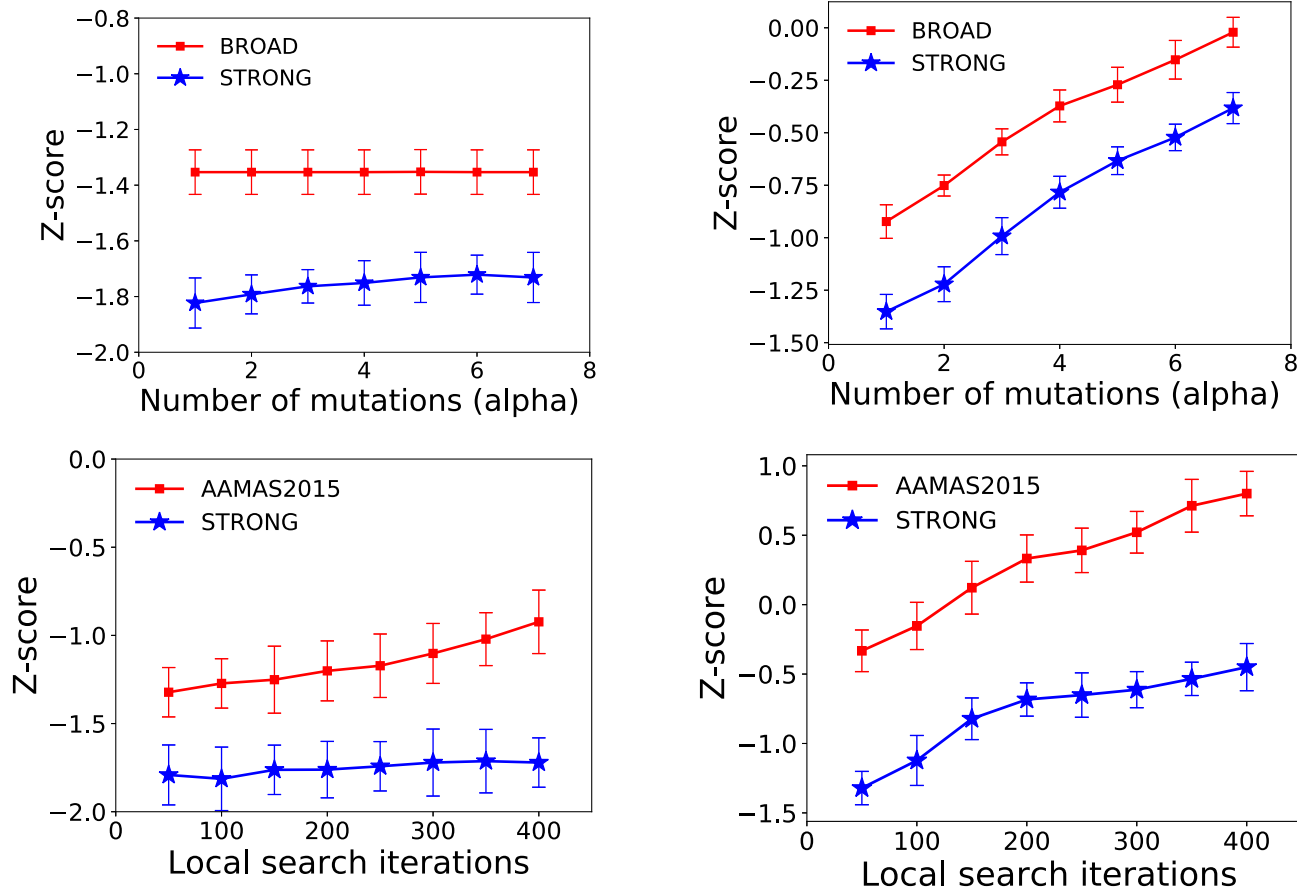 BROAD
STRONG
Z-score
−0.8
−1.0
−1.2
−1.4
−1.6
−1.8
−2.0
0
2
4
6
8
Number of mutations (alpha)
BROAD
STRONG
Z-score
0.00
−0.25
−0.50
−0.75
−1.00
−1.25
−1.50
0
2
4
6
8
Number of mutations (alpha)
AAMAS2015
STRONG
Z-score
0.0
−0.5
−1.0
−1.5
−2.0
0
100
200
300
400
Local search iterations
AAMAS2015
STRONG
Z-score
1.0
0.5
0.0
−0.5
−1.0
−1.5
0
100
200
300
400
Local search iterations